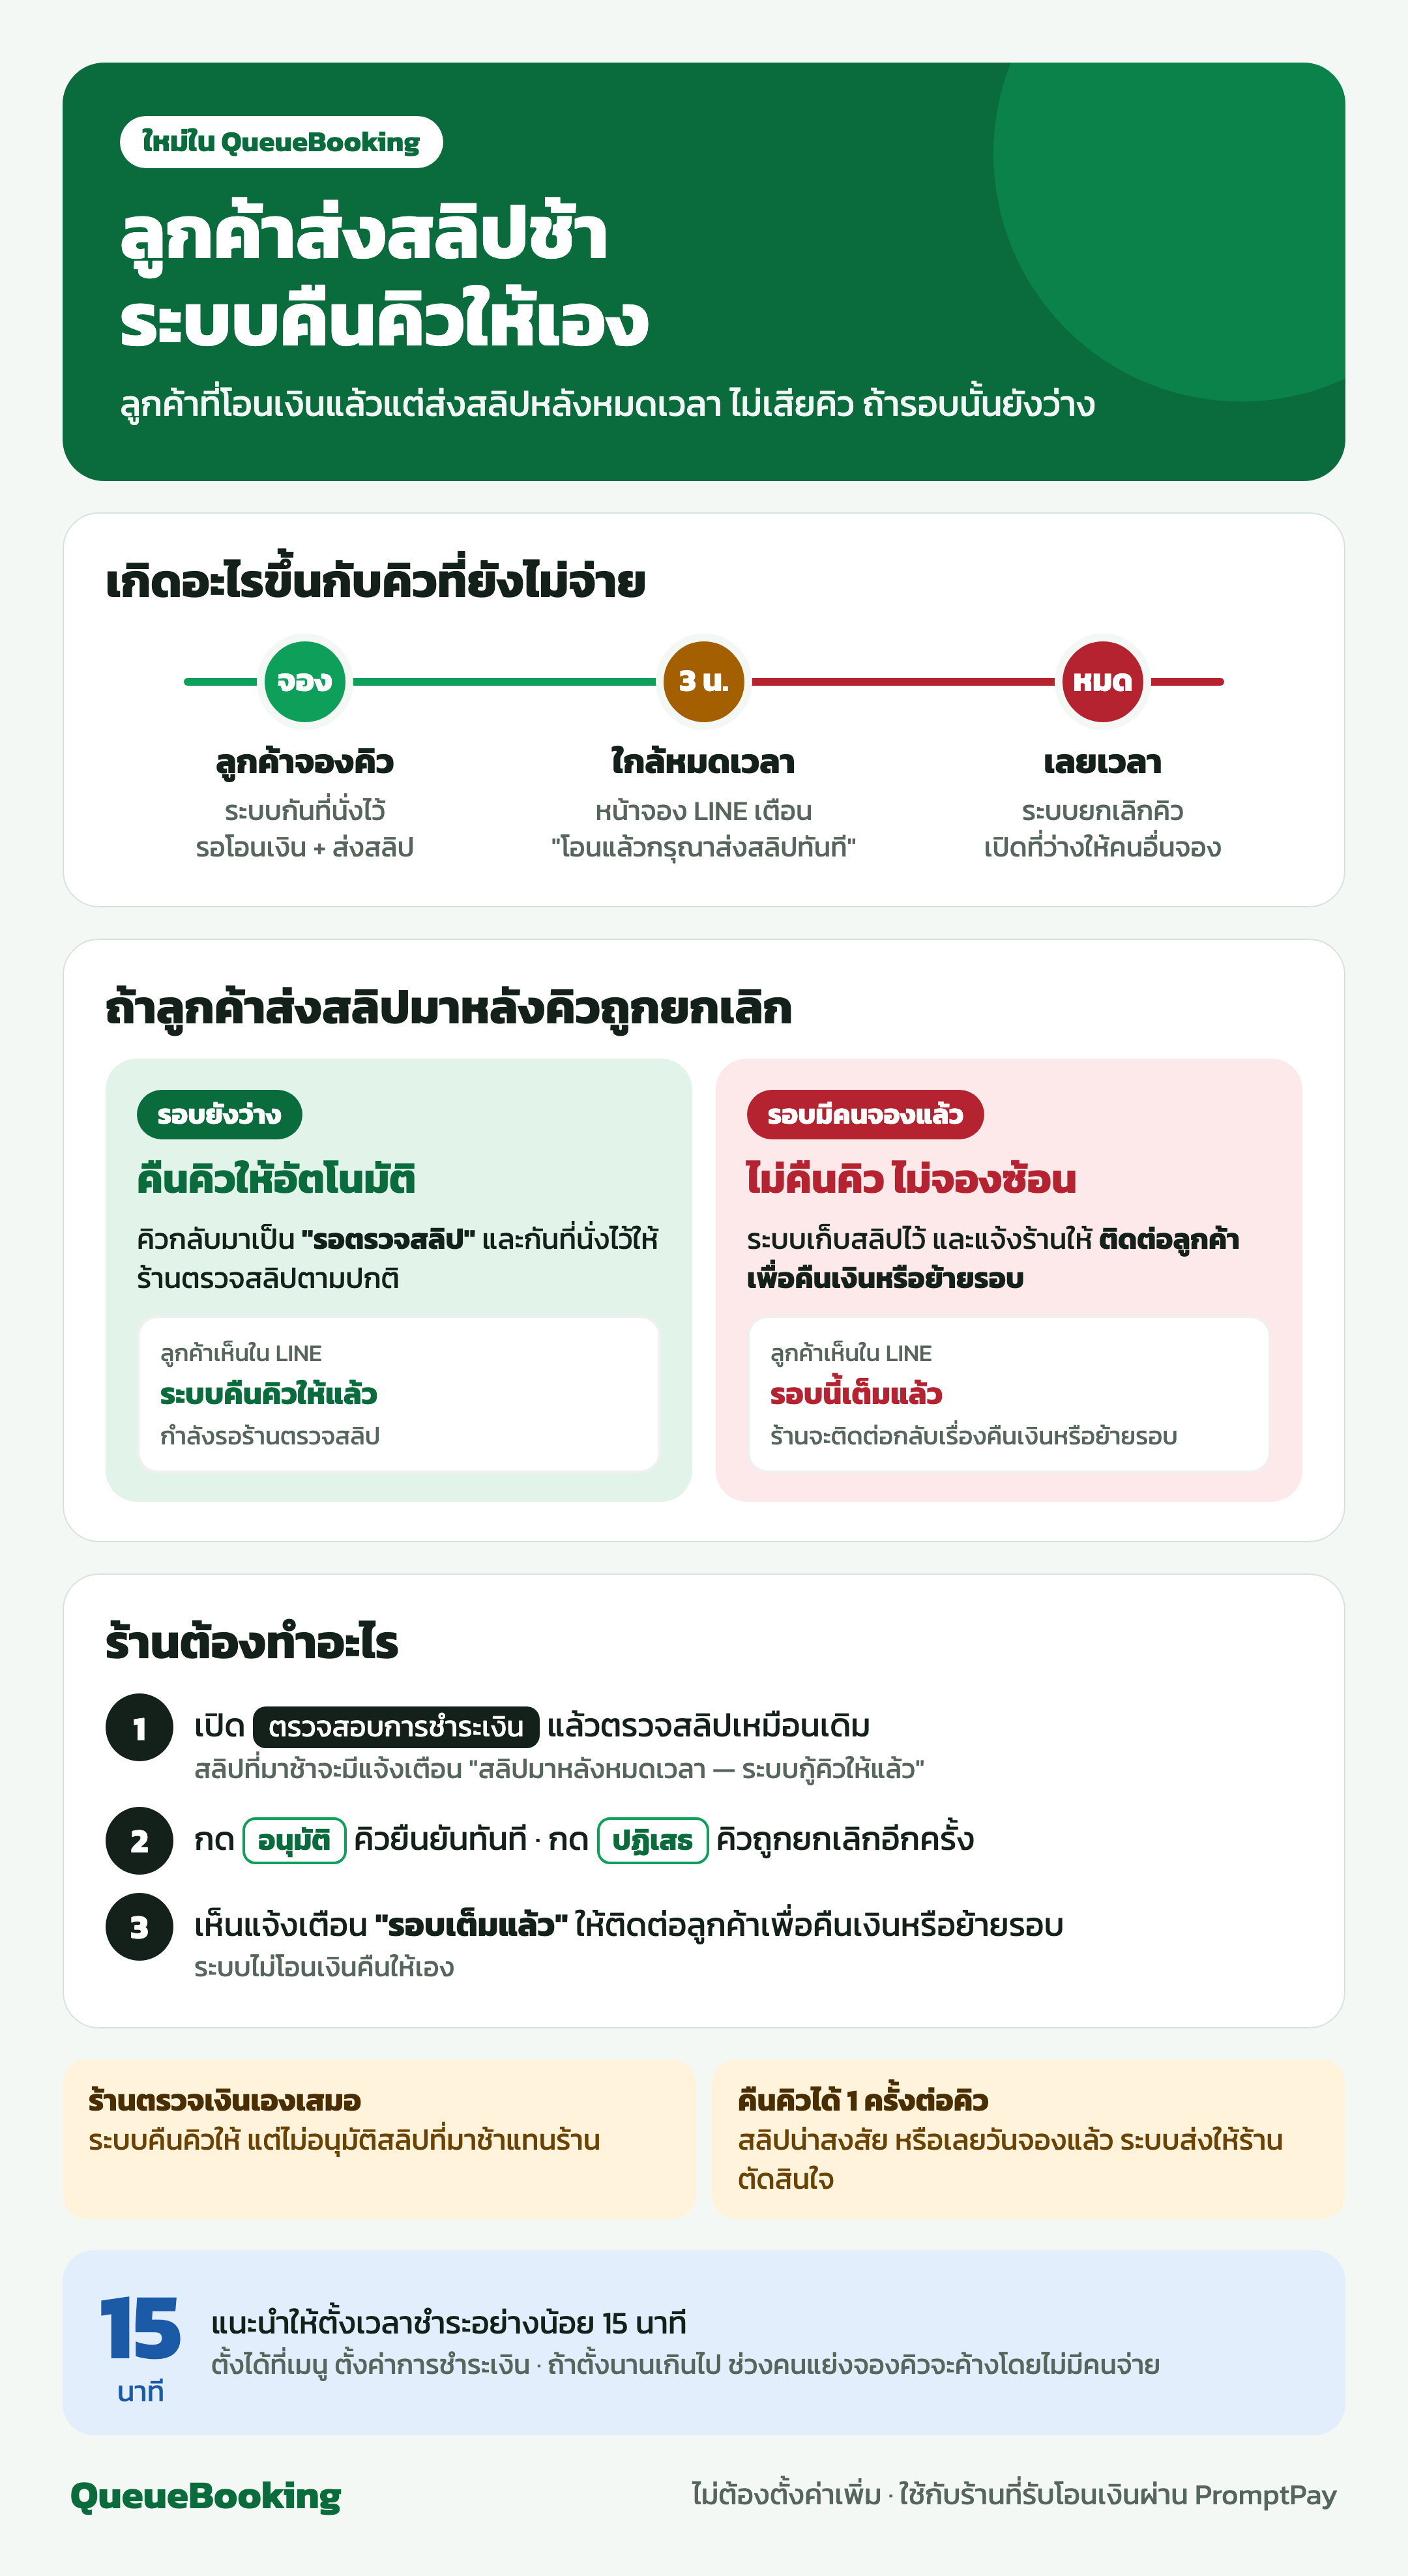 ใหม่ใน QueueBooking
ลูกค้าส่งสลิปช้า
ระบบคืนคิวให้เอง
ลูกค้าที่โอนเงินแล้วแต่ส่งสลิปหลังหมดเวลา ไม่เสียคิว ถ้ารอบนั้นยังว่าง
เกิดอะไรขึ้นกับคิวที่ยังไม่จ่าย
จอง
3 น.
หมด
ลูกค้าจองคิว
ใกล้หมดเวลา
เลยเวลา
ระบบกันที่นั่งไว้
รอโอนเงิน + ส่งสลิป
หน้าจอง LINE เตือน
"โอนแล้วกรุณาส่งสลิปทันที"
ระบบยกเลิกคิว
เปิดที่ว่างให้คนอื่นจอง
ถ้าลูกค้าส่งสลิปมาหลังคิวถูกยกเลิก
รอบยังว่าง
คืนคิวให้อัตโนมัติ
คิวกลับมาเป็น "รอตรวจสลิป" และกันที่นั่งไว้ให้
ร้านตรวจสลิปตามปกติ
ลูกค้าเห็นใน LINE
ระบบคืนคิวให้แล้ว
กำลังรอร้านตรวจสลิป
รอบมีคนจองแล้ว
ไม่คืนคิว ไม่จองซ้อน
ระบบเก็บสลิปไว้ และแจ้งร้านให้ ติดต่อลูกค้า
เพื่อคืนเงินหรือย้ายรอบ
ลูกค้าเห็นใน LINE
รอบนี้เต็มแล้ว
ร้านจะติดต่อกลับเรื่องคืนเงินหรือย้ายรอบ
ร้านต้องทำอะไร
1 เปิด ตรวจสอบการชำระเงิน แล้วตรวจสลิปเหมือนเดิม
สลิปที่มาช้าจะมีแจ้งเตือน "สลิปมาหลังหมดเวลา — ระบบกู้คิวให้แล้ว"
2 กด อนุมัติ คิวยืนยันทันที · กด ปฏิเสธ คิวถูกยกเลิกอีกครั้ง
3 เห็นแจ้งเตือน "รอบเต็มแล้ว" ให้ติดต่อลูกค้าเพื่อคืนเงินหรือย้ายรอบ
ระบบไม่โอนเงินคืนให้เอง
ร้านตรวจเงินเองเสมอ
ระบบคืนคิวให้ แต่ไม่อนุมัติสลิปที่มาช้าแทนร้าน
คืนคิวได้ 1 ครั้งต่อคิว
สลิปน่าสงสัย หรือเลยวันจองแล้ว ระบบส่งให้ร้าน
ตัดสินใจ
15
นาที
แนะนำให้ตั้งเวลาชำระอย่างน้อย 15 นาที
ตั้งได้ที่เมนู ตั้งค่าการชำระเงิน · ถ้าตั้งนานเกินไป ช่วงคนแย่งจองคิวจะค้างโดยไม่มีคนจ่าย
QueueBooking
ไม่ต้องตั้งค่าเพิ่ม · ใช้กับร้านที่รับโอนเงินผ่าน PromptPay